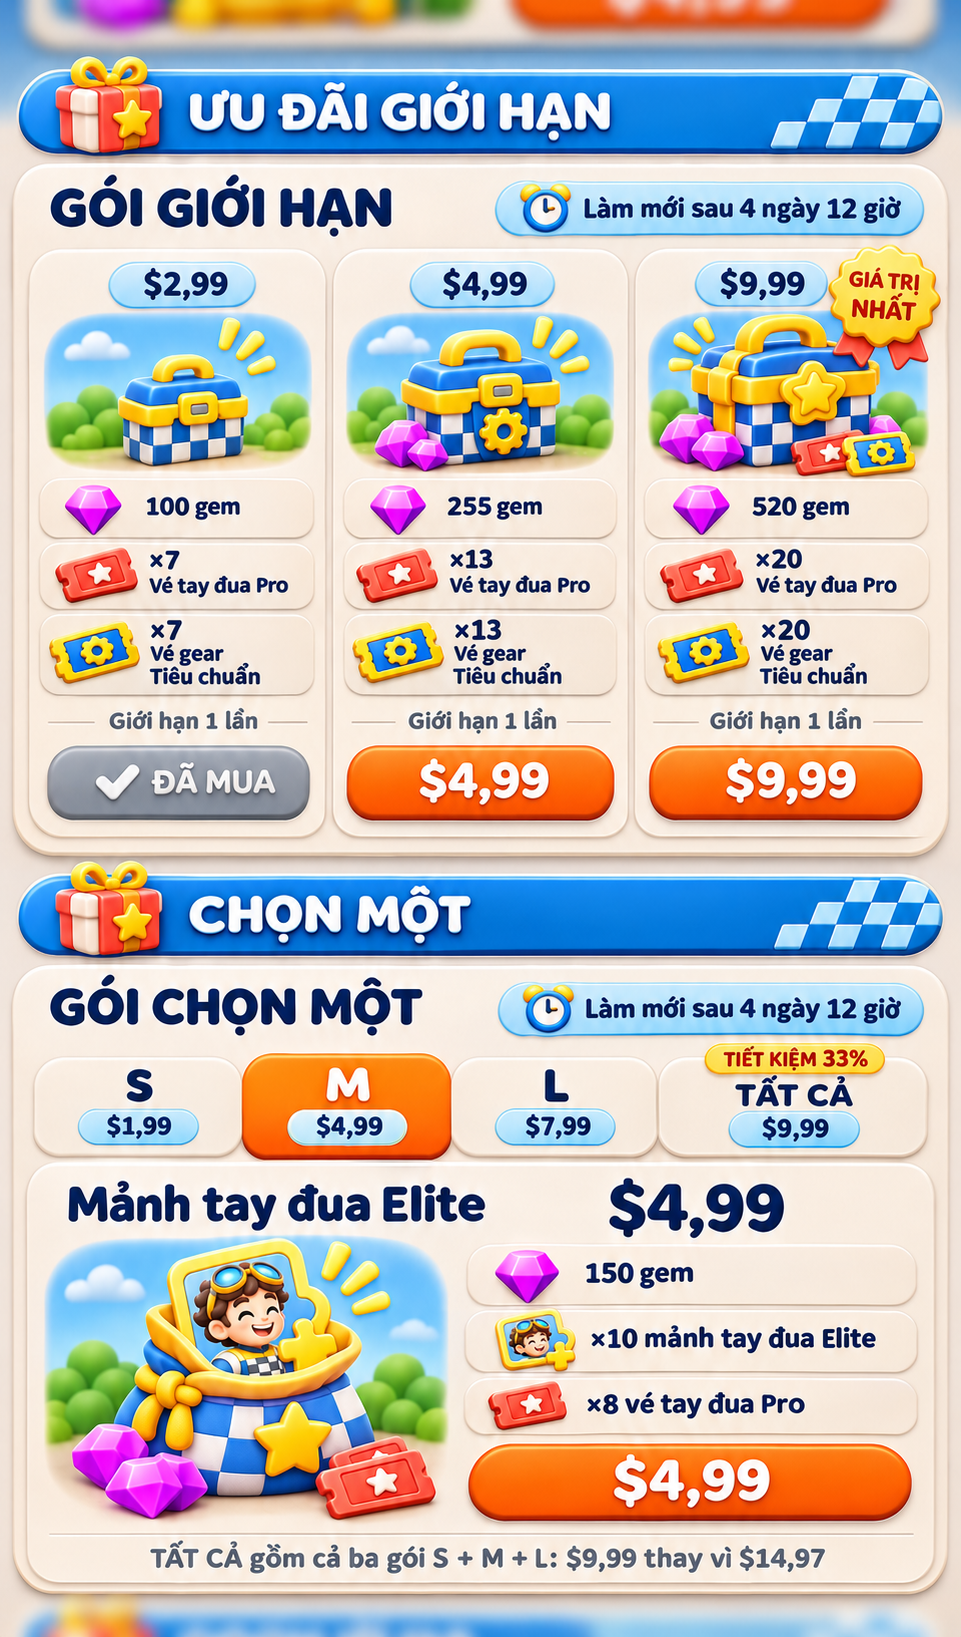 ƯU ĐÃI GIỚI HẠN
GÓI GIỚI HẠN
Làm mới sau 4 ngày 12 giờ
$2,99
$4,99
$9,99
GIÁ TRỊ
NHẤT
100 gem
255 gem
520 gem
×7
Vé tay đua Pro
×13
Vé tay đua Pro
×20
Vé tay đua Pro
×7
Vé gear
Tiêu chuẩn
×13
Vé gear
Tiêu chuẩn
×20
Vé gear
Tiêu chuẩn
Giới hạn 1 lần
Giới hạn 1 lần
Giới hạn 1 lần
ĐÃ MUA
$4,99
$9,99
CHỌN MỘT
GÓI CHỌN MỘT
Làm mới sau 4 ngày 12 giờ
S
$1,99
M
$4,99
L
$7,99
TIẾT KIỆM 33%
TẤT CẢ
$9,99
Mảnh tay đua Elite
$4,99
150 gem
×10 mảnh tay đua Elite
×8 vé tay đua Pro
$4,99
TẤT CẢ gồm cả ba gói S + M + L: $9,99 thay vì $14,97